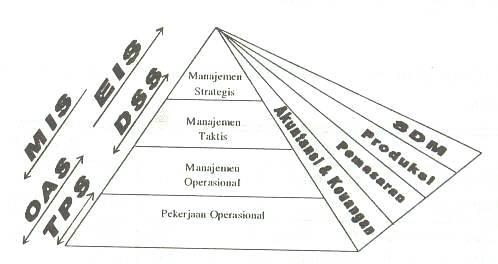 MIS
EIS
DSS
OAS
TPS
Manajemen
Strategis
Manajemen
Taktis
Manajemen
Operasional
Pekerjaan Operasional
Akuntansi & Keuangan
Pemasaran
Produksi
SDM